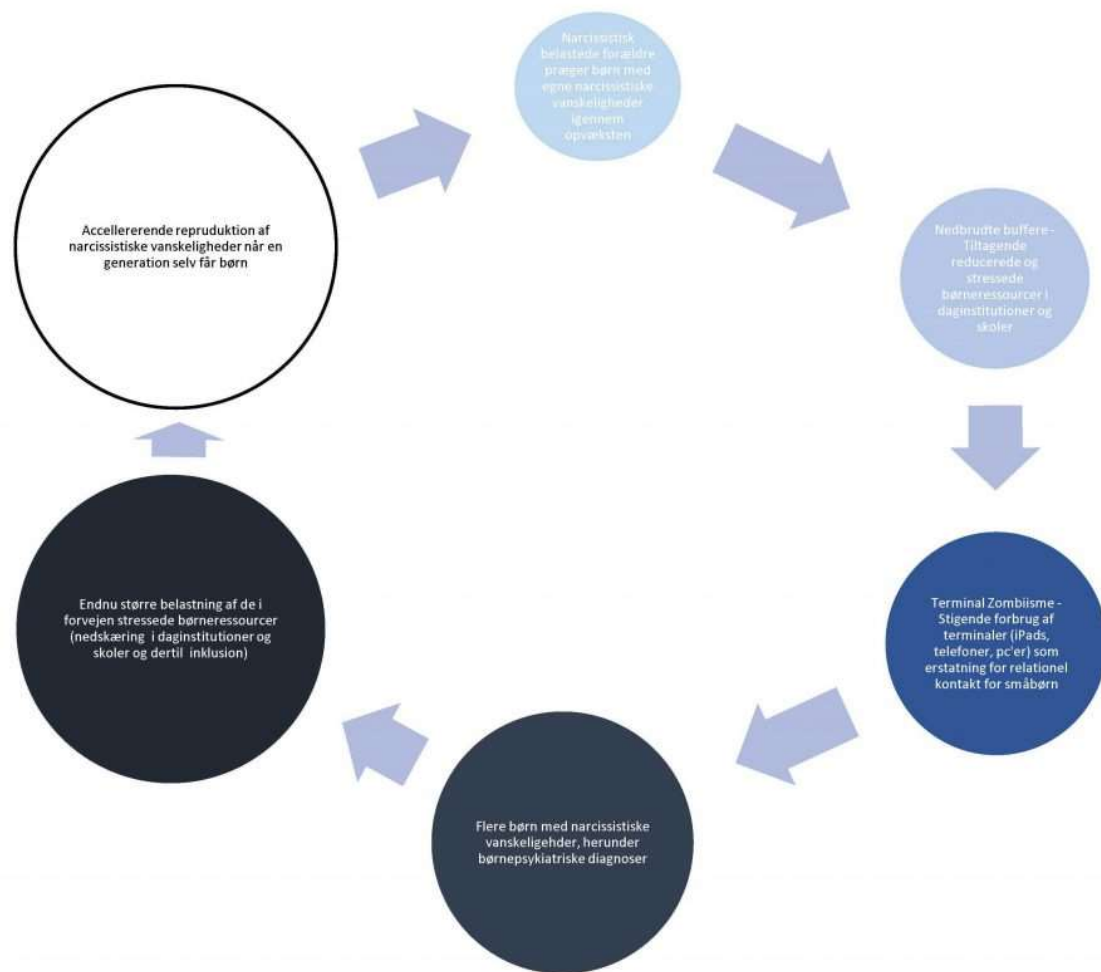 Narcissistisk
belastede forældre
præger børn med
egne narcissistiske
vanskeligheder
igennem
opvæksten
Nedbrudte buffere -
Tiltagende
reducerede og
stressede
børneressourcer i
daginstitutioner og
skoler
Terminal Zombiisme -
Stigende forbrug af
terminaler (iPads,
telefoner, pc'er) som
erstatning for relationel
kontakt for småbørn
Flere børn med narcissistiske
vanskeligehder, herunder
børnepsykiatriske diagnoser
Endnu større belastning af de i
forvejen stressede børneressourcer
(nedskæring i daginstitutioner og
skoler og dertil inklusion)
Accellererende repruduktion af
narcissistiske vanskeligheder når en
generation selv får børn